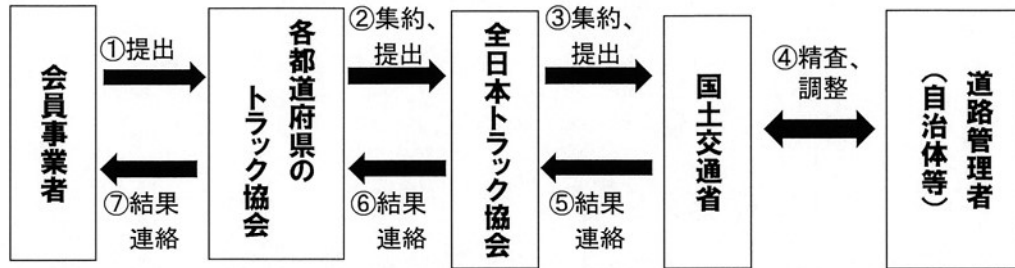 会員事業者
①提出
⑦結果
連絡
各都道府県の
トラック協会
②集約、
提出
⑥結果
連絡
全日本トラック協会
③集約、
提出
⑤結果
連絡
国土交通省
④精査、
調整
道路管理者
（自治体等）